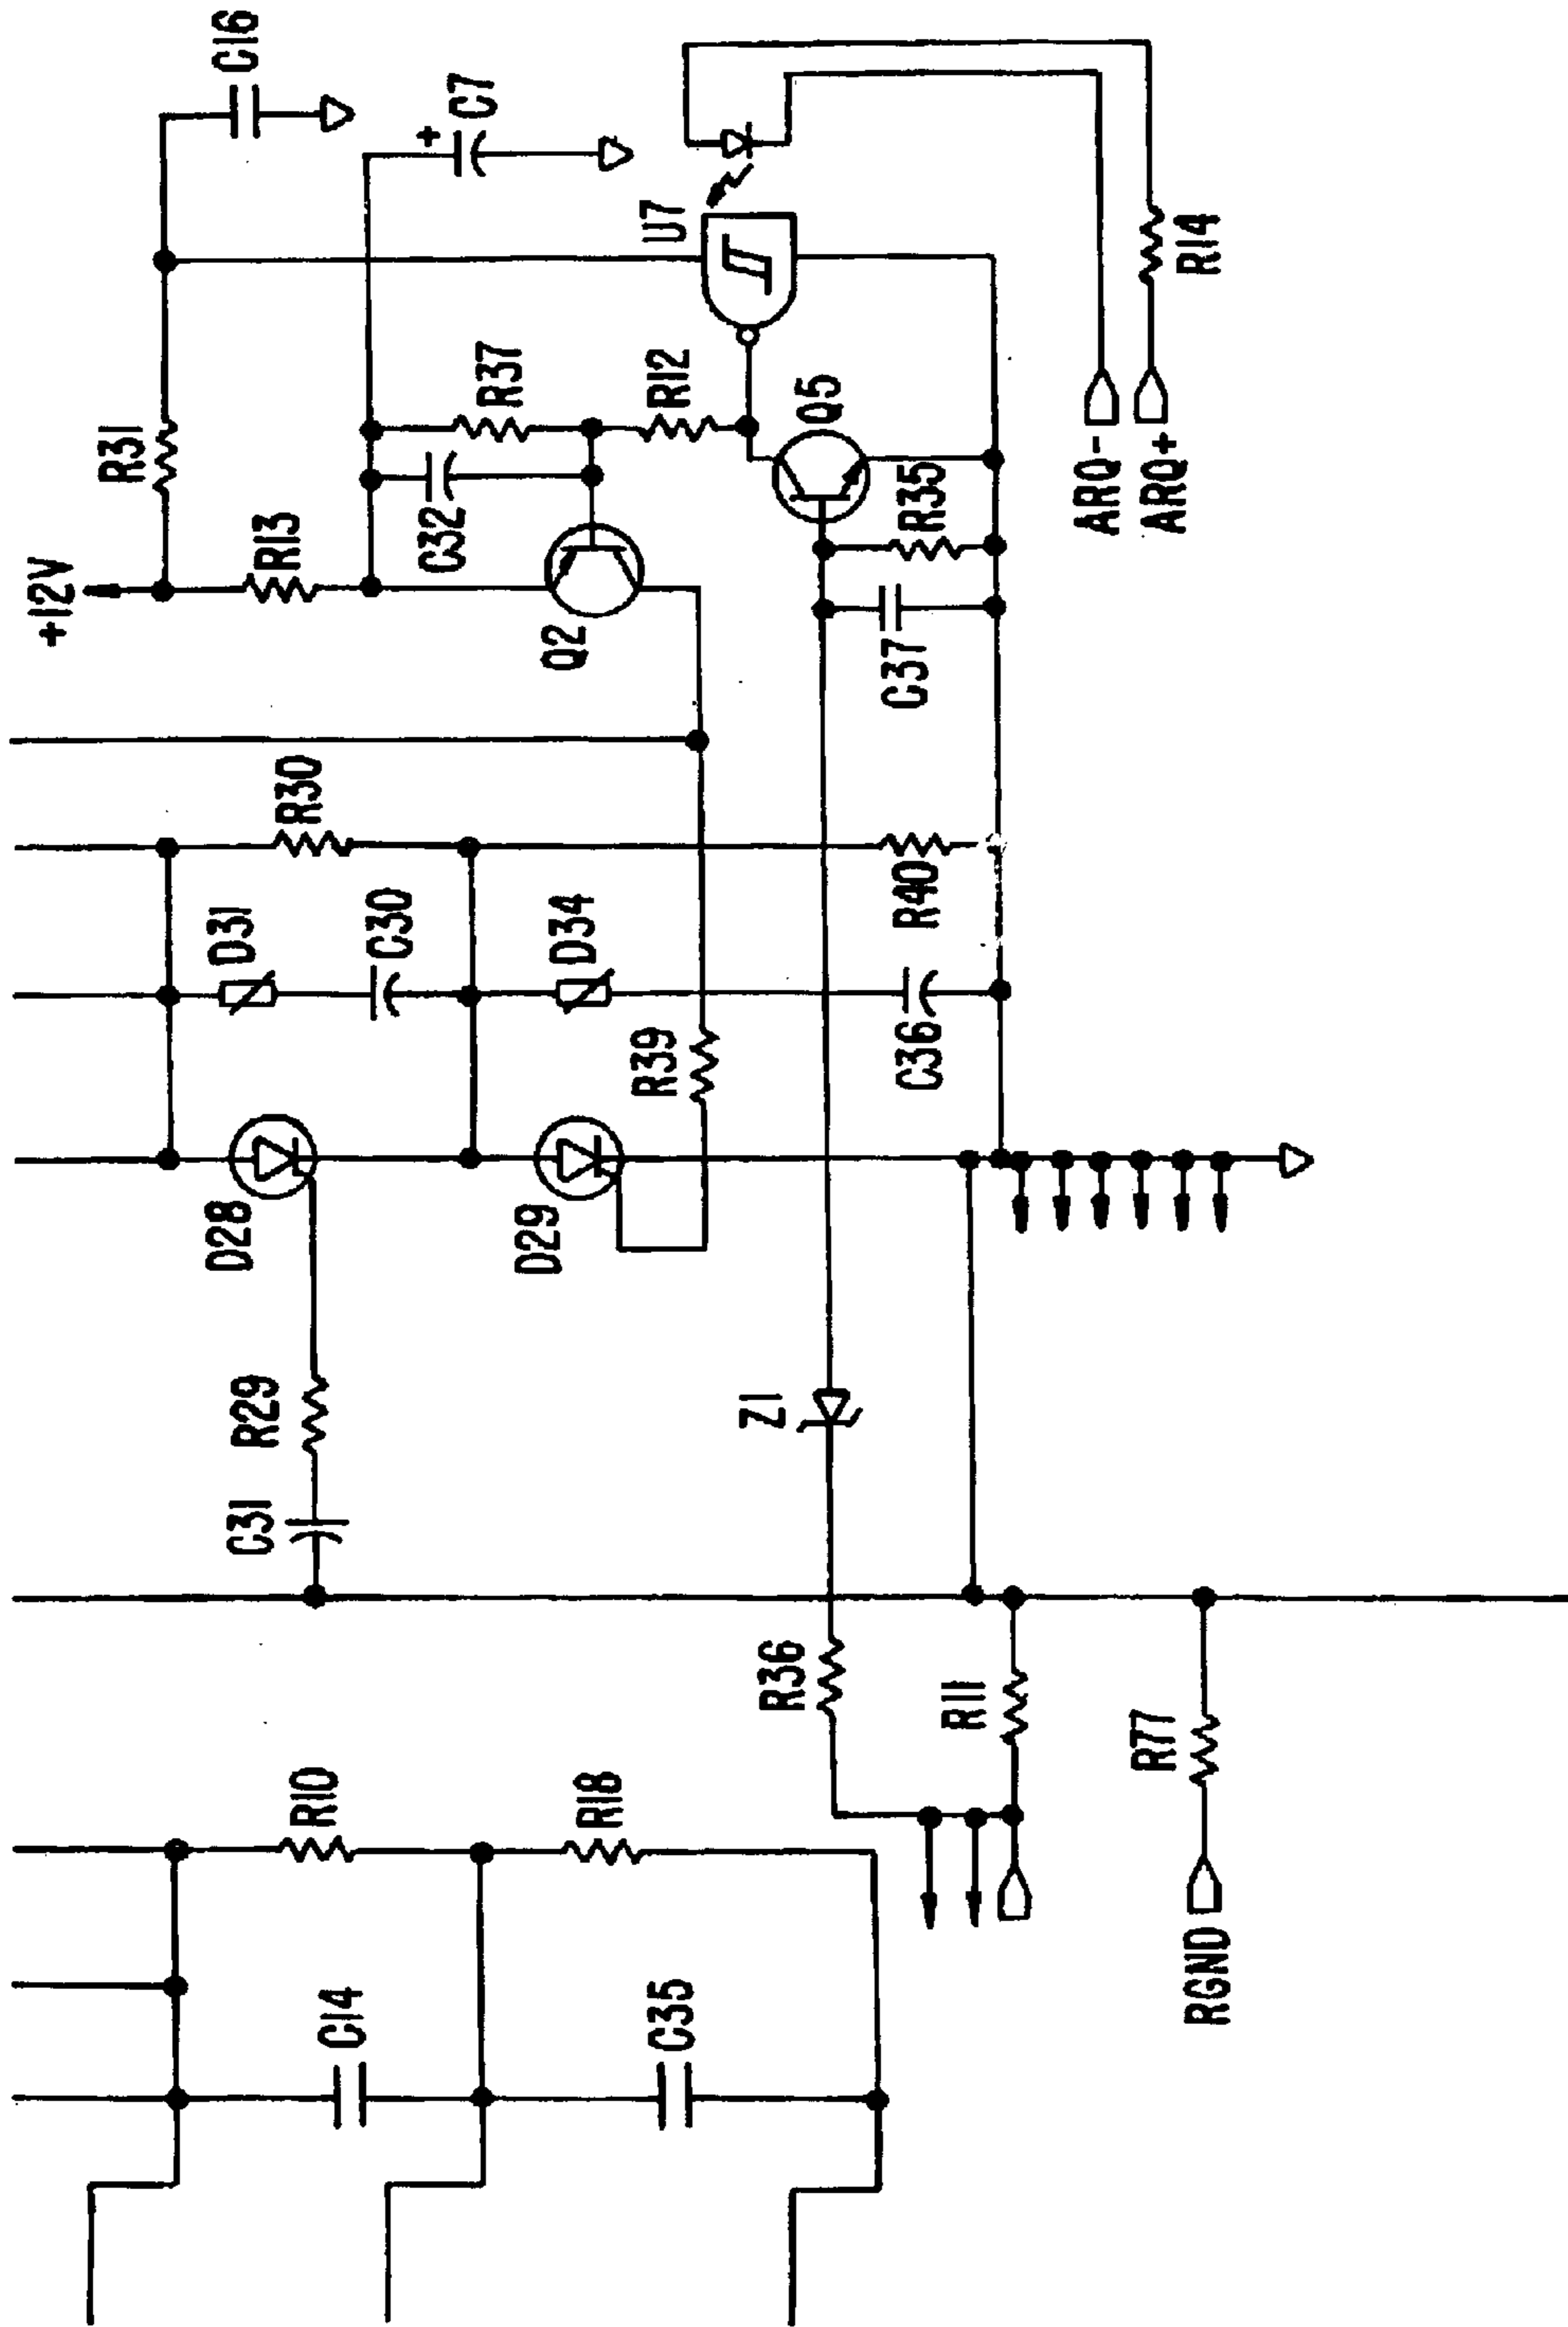 C16
+
C7
+12V
R31
R13
C32
R37
R12
U7
Q2
Q5
R35
C37
ARQ-
ARQ+
R14
R30
D31
C30
D34
R40
R39
C36
D28
D29
R29
C31
Z1
R36
R11
R77
RGND
R10
R18
C14
C35